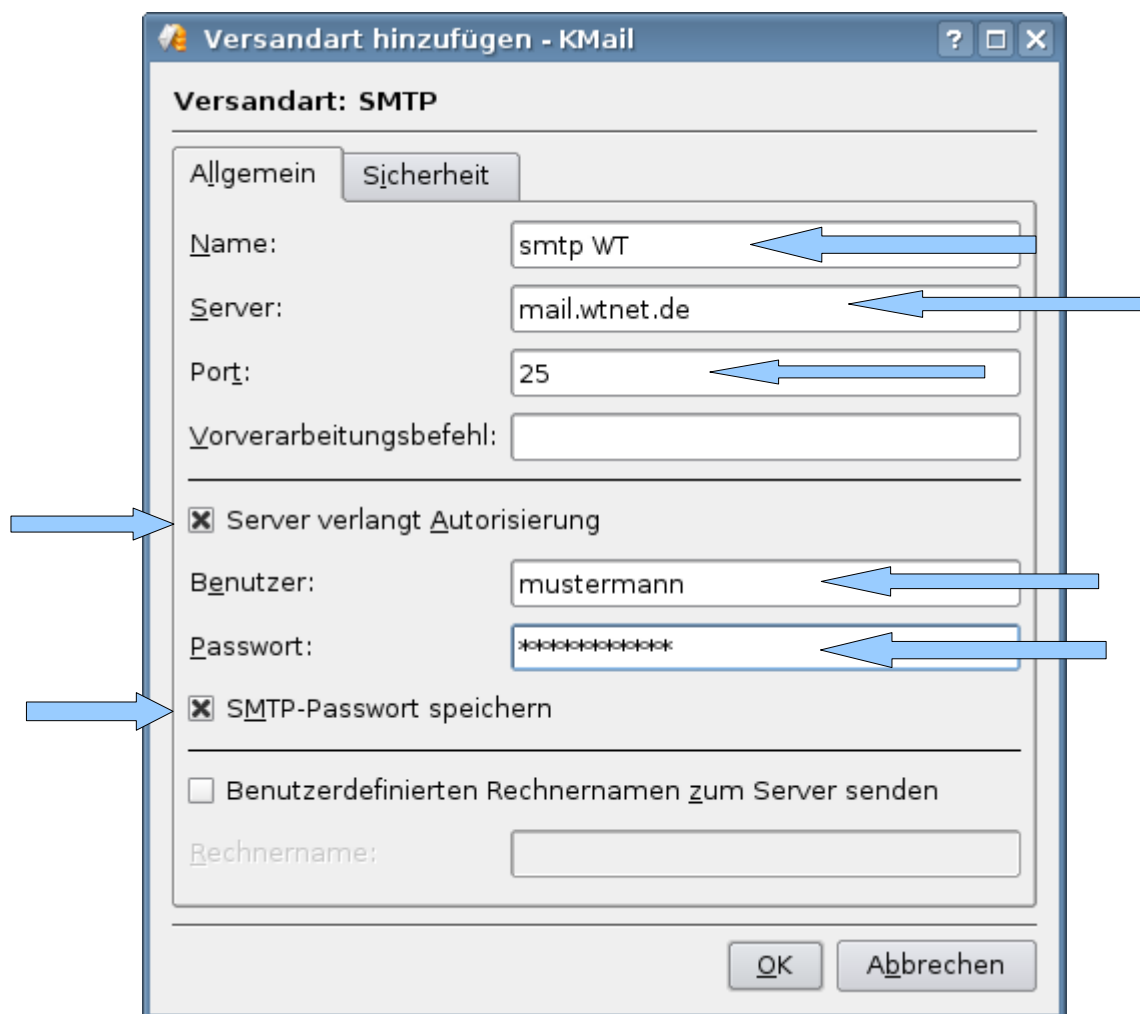 Versandart hinzufügen - KMail
Versandart: SMTP
Allgemein Sicherheit
Name: smtp WT
Server: mail.wtnet.de
Port: 25
Vorverarbeitungsbefehl:
Server verlangt Autorisierung
Benutzer: mustermann
Passwort: ************
SMTP-Passwort speichern
Benutzerdefinierten Rechnernamen zum Server senden
Rechnername:
OK Abbrechen